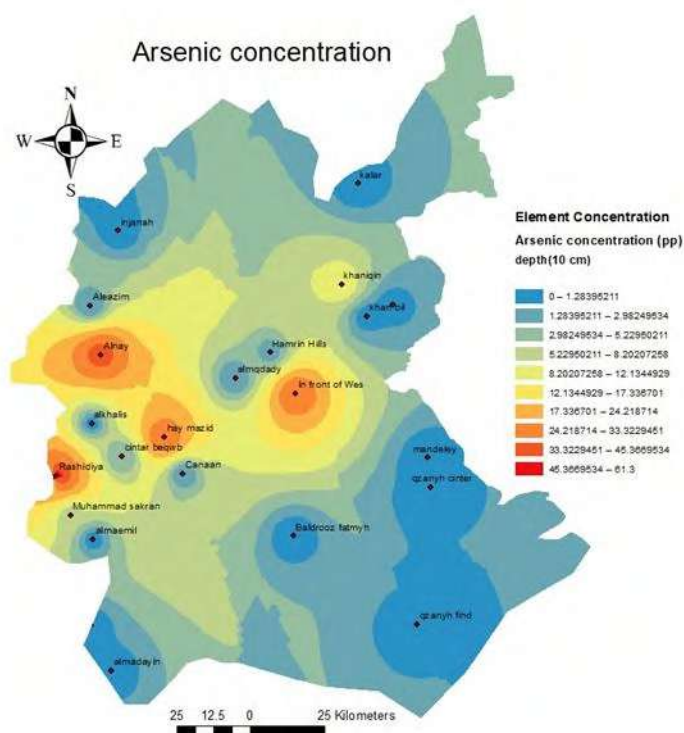 Arsenic concentration
N
W E
S
kalar
injanah
khaniqin
Aleazim
khan bil
Alnay
Hamrin Hills
almqdady
In front of Wes
alkhalis
hay mazid
cintar beqwb
Rashidiya
Canaan
mandeley
qzanyh cinter
Muhammad sakran
almaemil
Baldrooz fatmyh
qzanyh find
almadayin
Element Concentration
Arsenic concentration (pp)
depth(10 cm)
0 – 1.28395211
1.28395211 – 2.98249534
2.98249534 – 5.22950211
5.22950211 – 8.20207258
8.20207258 – 12.1344929
12.1344929 – 17.336701
17.336701 – 24.218714
24.218714 – 33.3229451
33.3229451 – 45.3669534
45.3669534 – 61.3
25 12.5 0 25 Kilometers